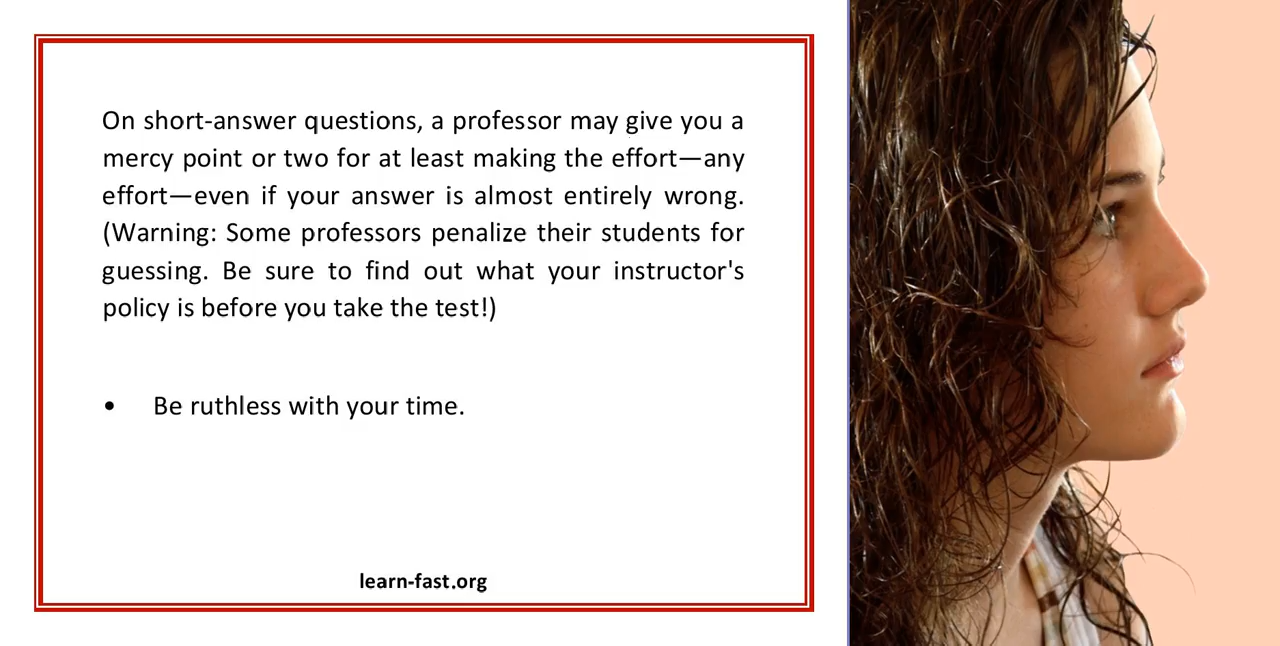 On short-answer questions, a professor may give you a
mercy point or two for at least making the effort—any
effort—even if your answer is almost entirely wrong.
(Warning: Some professors penalize their students for
guessing. Be sure to find out what your instructor's
policy is before you take the test!)
• Be ruthless with your time.
learn-fast.org